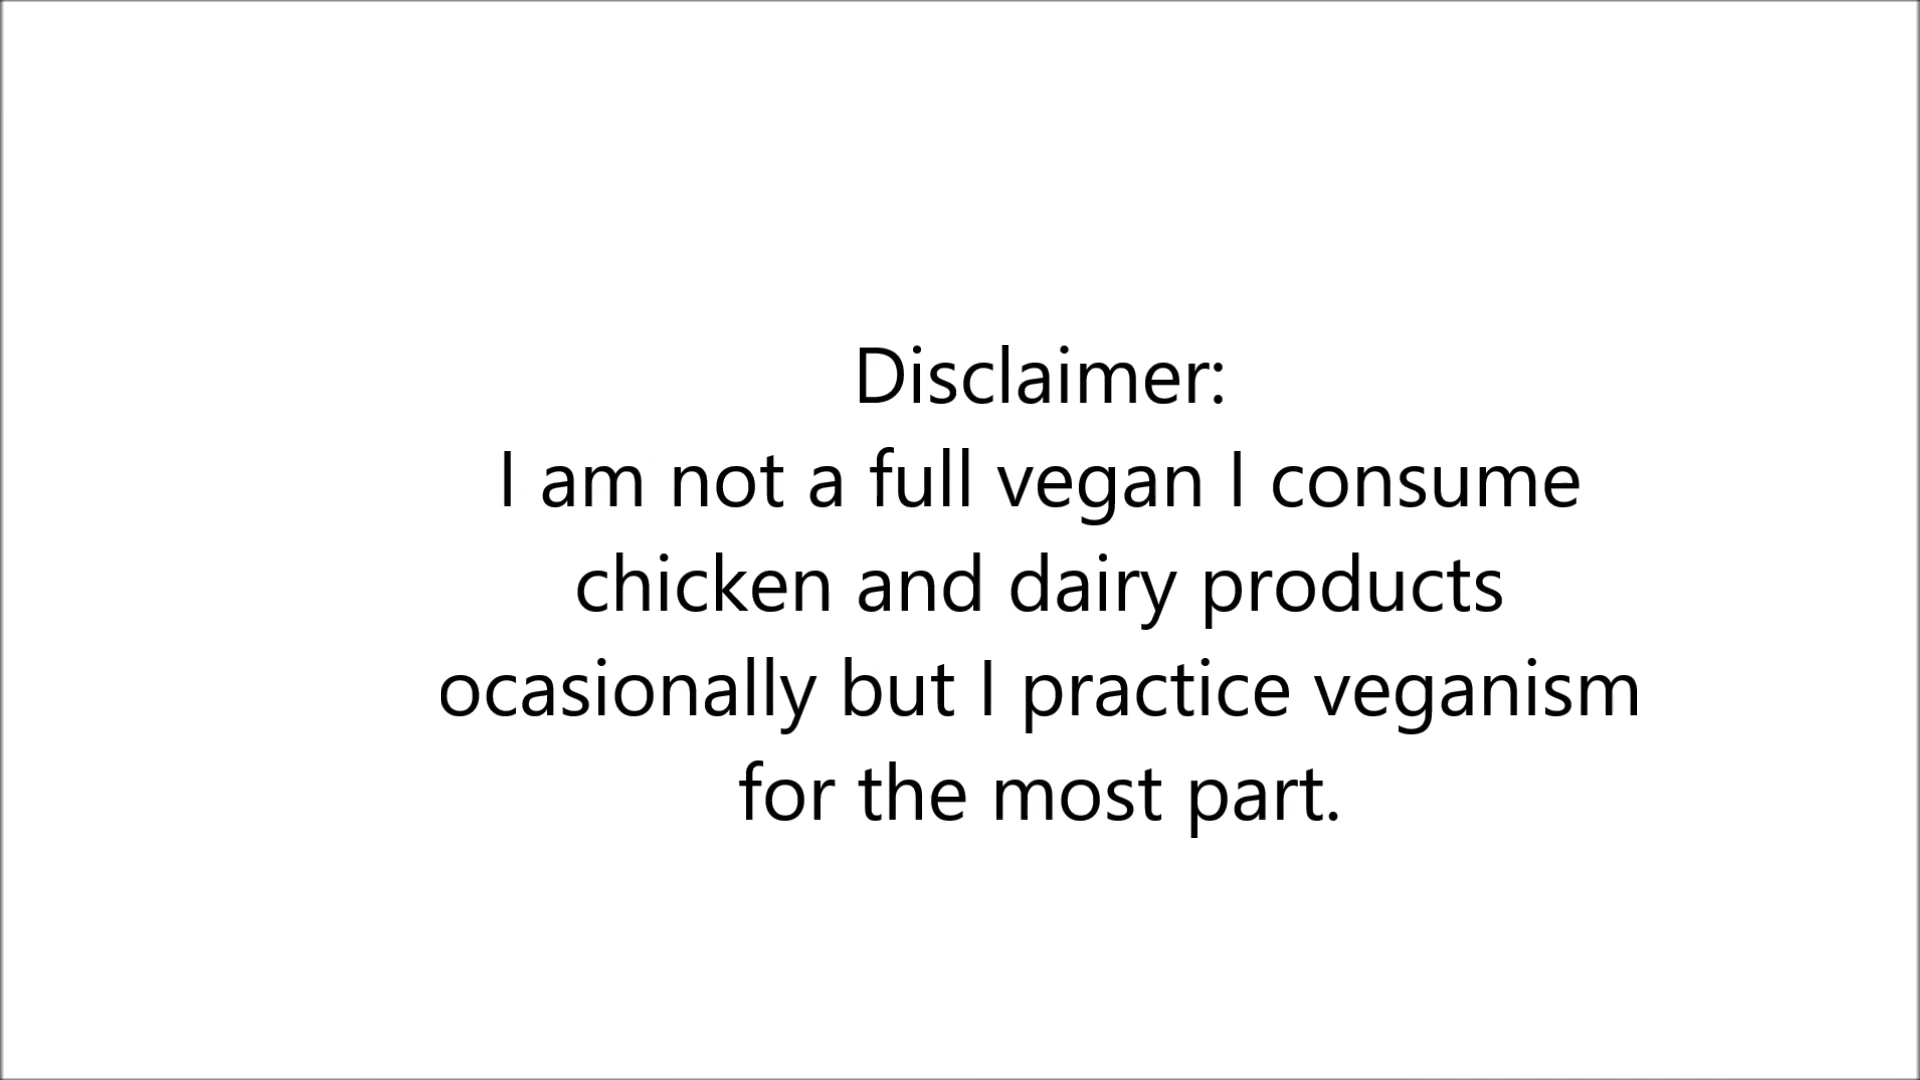 Disclaimer:
I am not a full vegan I consume
chicken and dairy products
ocasionally but I practice veganism
for the most part.